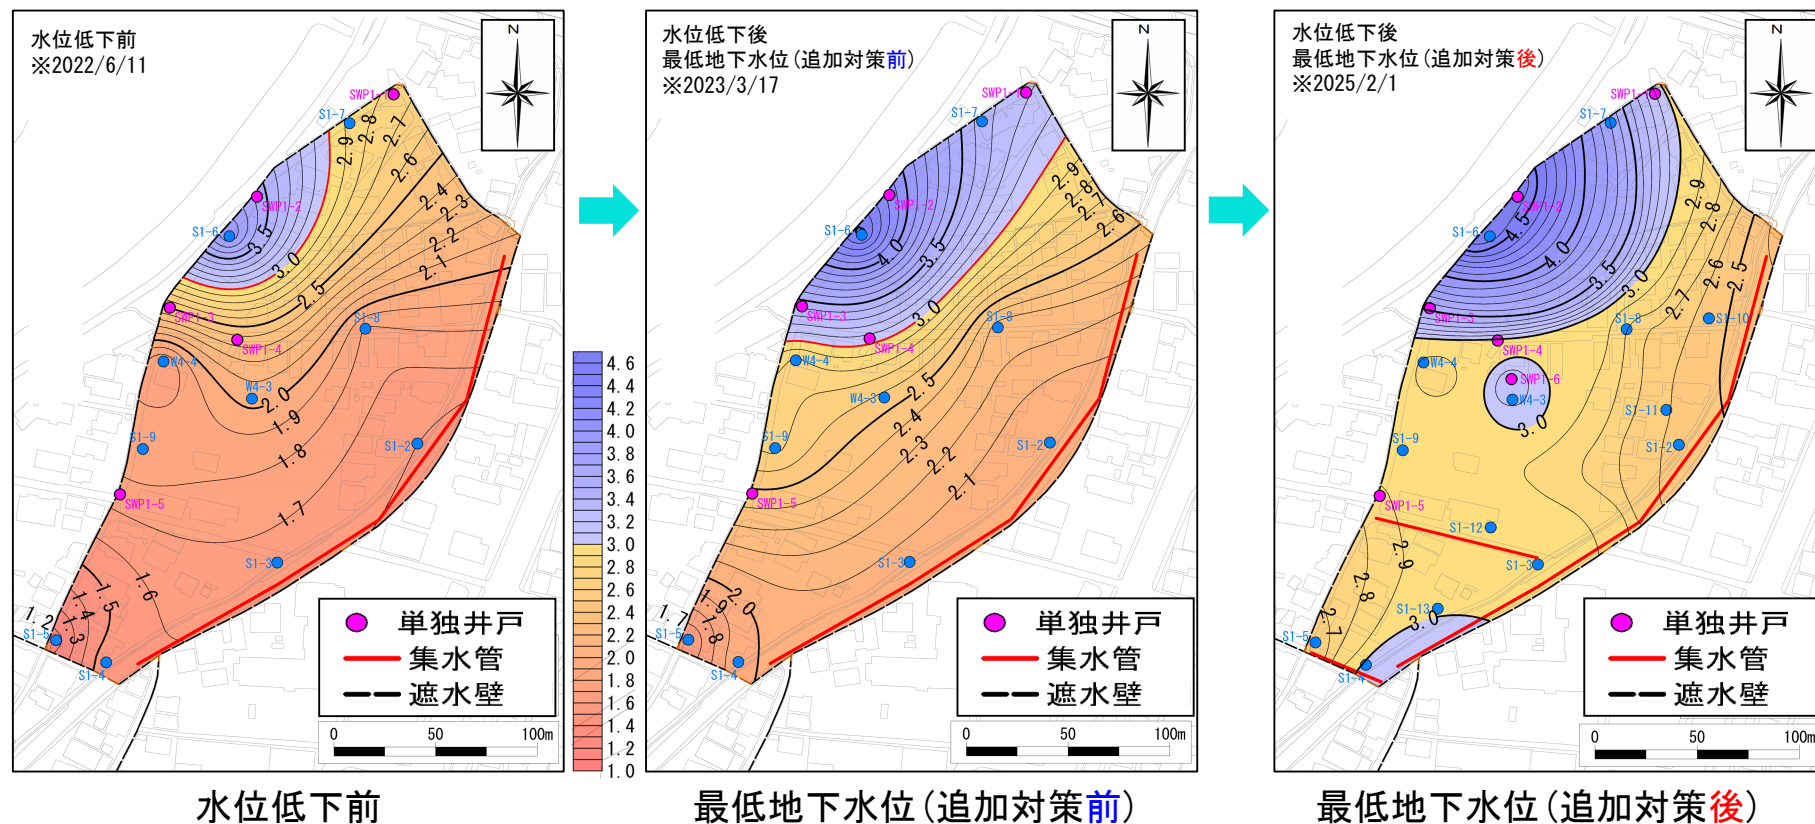 水位低下前
※2022/6/11
N
SWP1-1
S1-7
2.9
2.8
2.7
2.6
2.4
2.3
2.2
2.1
SWP1-2
S1-6
3.5
3.0
2.5
SWP1-3
SWP1-4
S1-8
W4-4
W4-3
2.0
1.9
1.8
S1-9
S1-2
SWP1-5
1.7
1.6
S1-3
1.5
1.4
1.3
1.2
S1-5
S1-4
単独井戸
集水管
遮水壁
0 50 100m
4.6
4.4
4.2
4.0
3.8
3.6
3.4
3.2
3.0
2.8
2.6
2.4
2.2
2.0
1.8
1.6
1.4
1.2
1.0
水位低下前
水位低下後
最低地下水位(追加対策前)
※2023/3/17
N
SWP1-1
S1-7
2.9
2.8
2.7
2.6
SWP1-2
S1-6
4.0
3.5
3.0
SWP1-3
SWP1-4
S1-8
W4-4
W4-3
2.5
2.4
2.3
2.2
2.1
S1-9
S1-2
SWP1-5
S1-3
2.0
1.9
1.8
1.7
S1-5
S1-4
単独井戸
集水管
遮水壁
0 50 100m
最低地下水位(追加対策前)
水位低下後
最低地下水位(追加対策後)
※2025/2/1
N
SWP1-1
S1-7
2.9
2.8
SWP1-2
S1-6
4.5
4.0
3.5
3.0
2.7
2.6
2.5
SWP1-3
SWP1-4
S1-8
S1-10
W4-4
SWP1-6
W4-3
3.0
S1-11
S1-9
S1-2
SWP1-5
S1-12
S1-3
2.9
2.8
2.7
S1-13
3.0
S1-5
S1-4
単独井戸
集水管
遮水壁
0 50 100m
最低地下水位(追加対策後)